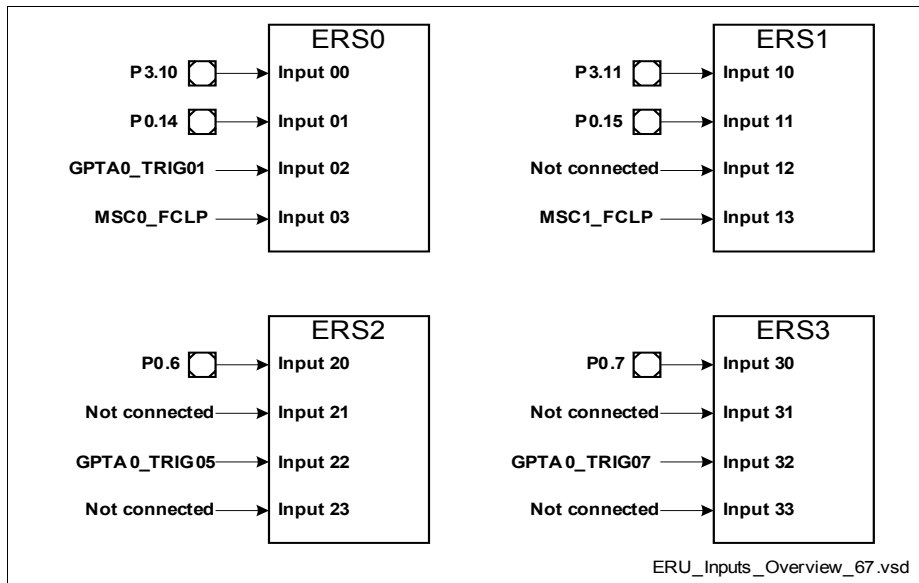 ERS0
P3.10 Input 00
P0.14 Input 01
GPTA0_TRIG01 Input 02
MSC0_FCLP Input 03
ERS1
P3.11 Input 10
P0.15 Input 11
Not connected Input 12
MSC1_FCLP Input 13
ERS2
P0.6 Input 20
Not connected Input 21
GPTA0_TRIG05 Input 22
Not connected Input 23
ERS3
P0.7 Input 30
Not connected Input 31
GPTA0_TRIG07 Input 32
Not connected Input 33
ERU_Inputs_Overview_67.vsd